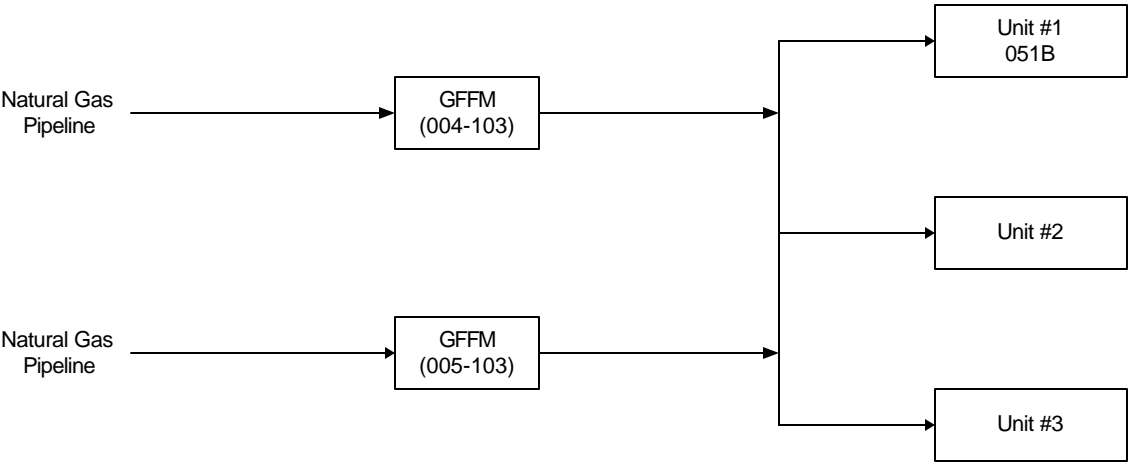 Unit #1
051B
Natural Gas
Pipeline
GFFM
(004-103)
Unit #2
Natural Gas
Pipeline
GFFM
(005-103)
Unit #3